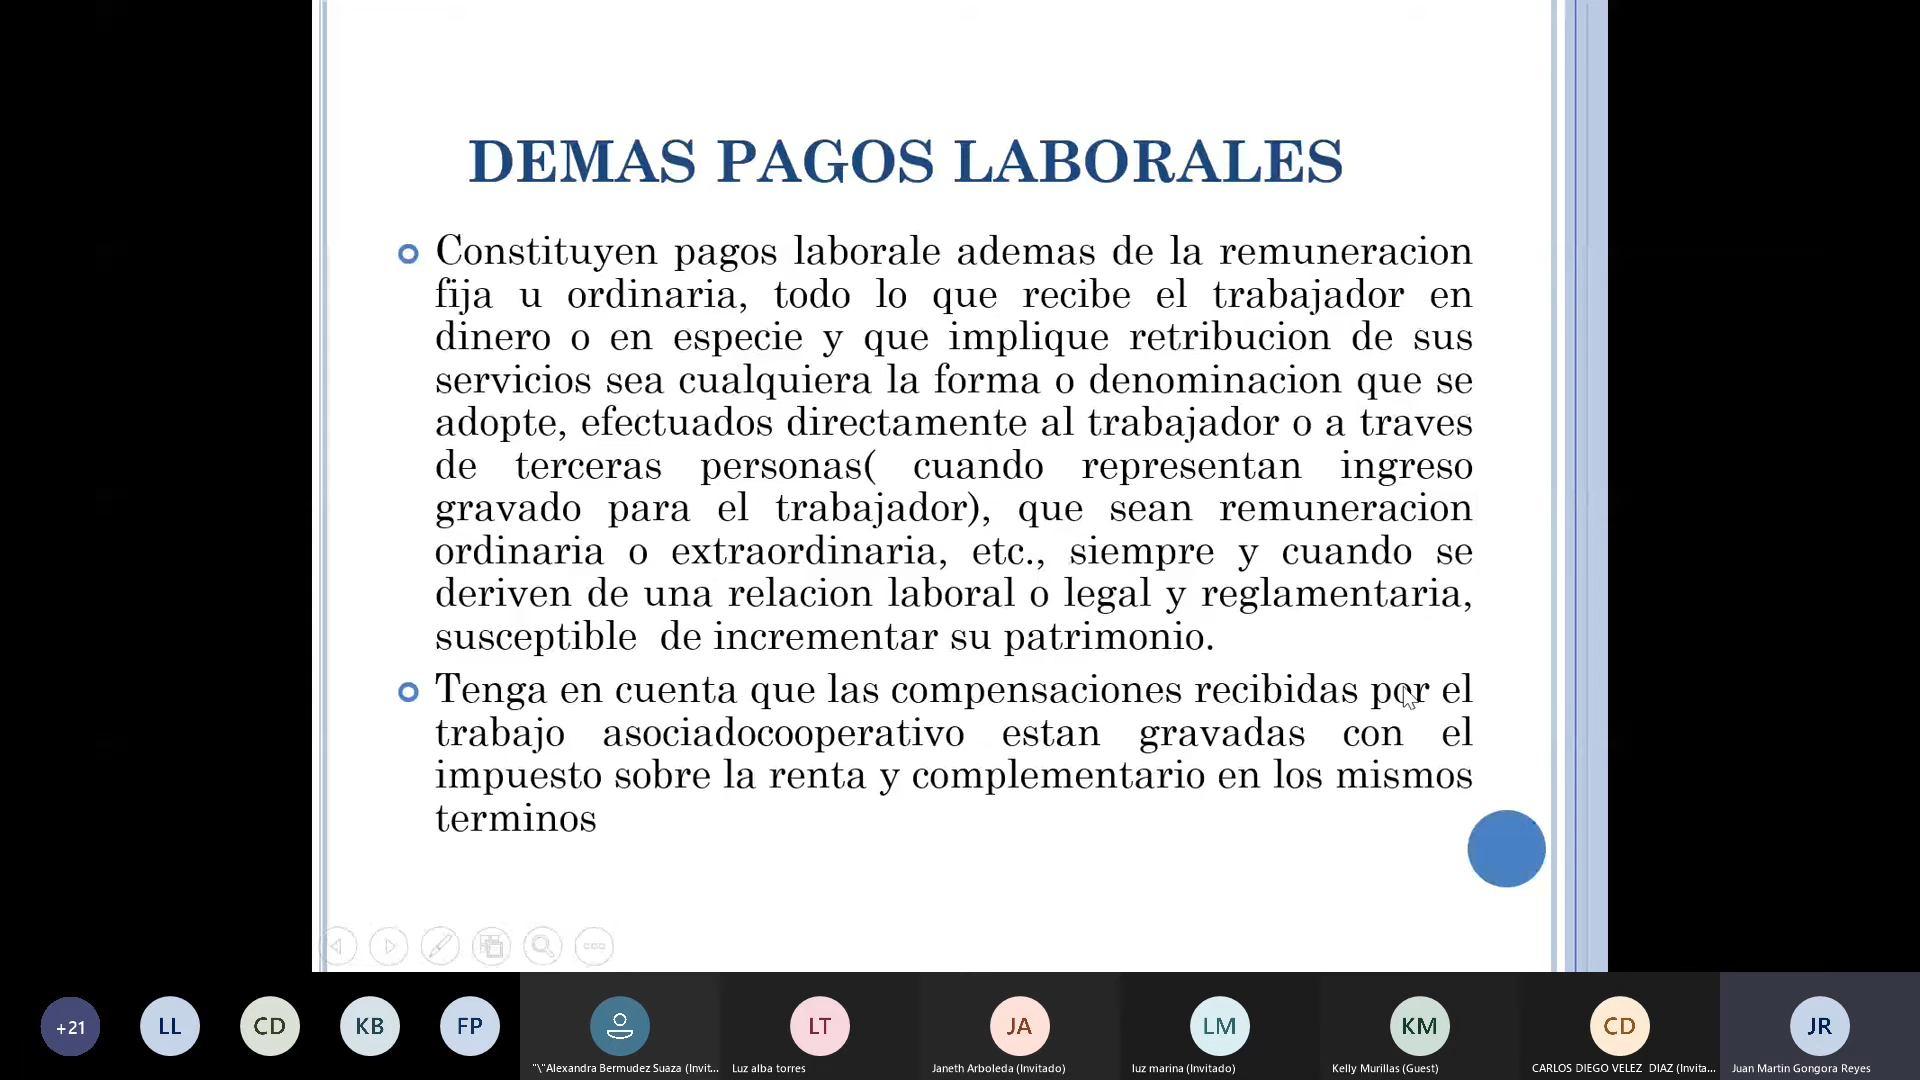 DEMAS PAGOS LABORALES
Constituyen pagos laborale ademas de la remuneracion
fija u ordinaria, todo lo que recibe el trabajador en
dinero o en especie y que implique retribucion de sus
servicios sea cualquiera la forma o denominacion que se
adopte, efectuados directamente al trabajador o a traves
de terceras personas( cuando representan ingreso
gravado para el trabajador), que sean remuneracion
ordinaria o extraordinaria, etc., siempre y cuando se
deriven de una relacion laboral o legal y reglamentaria,
susceptible de incrementar su patrimonio.
Tenga en cuenta que las compensaciones recibidas por el
trabajo asociadocooperativo estan gravadas con el
impuesto sobre la renta y complementario en los mismos
terminos
+21 LL CD KB FP LT JA LM KM CD JR
"\"Alexandra Bermudez Suaza (Invit... Luz alba torres Janeth Arboleda (Invitado) luz marina (Invitado) Kelly Murillas (Guest) CARLOS DIEGO VELEZ DIAZ (Invita... Juan Martin Gongora Reyes